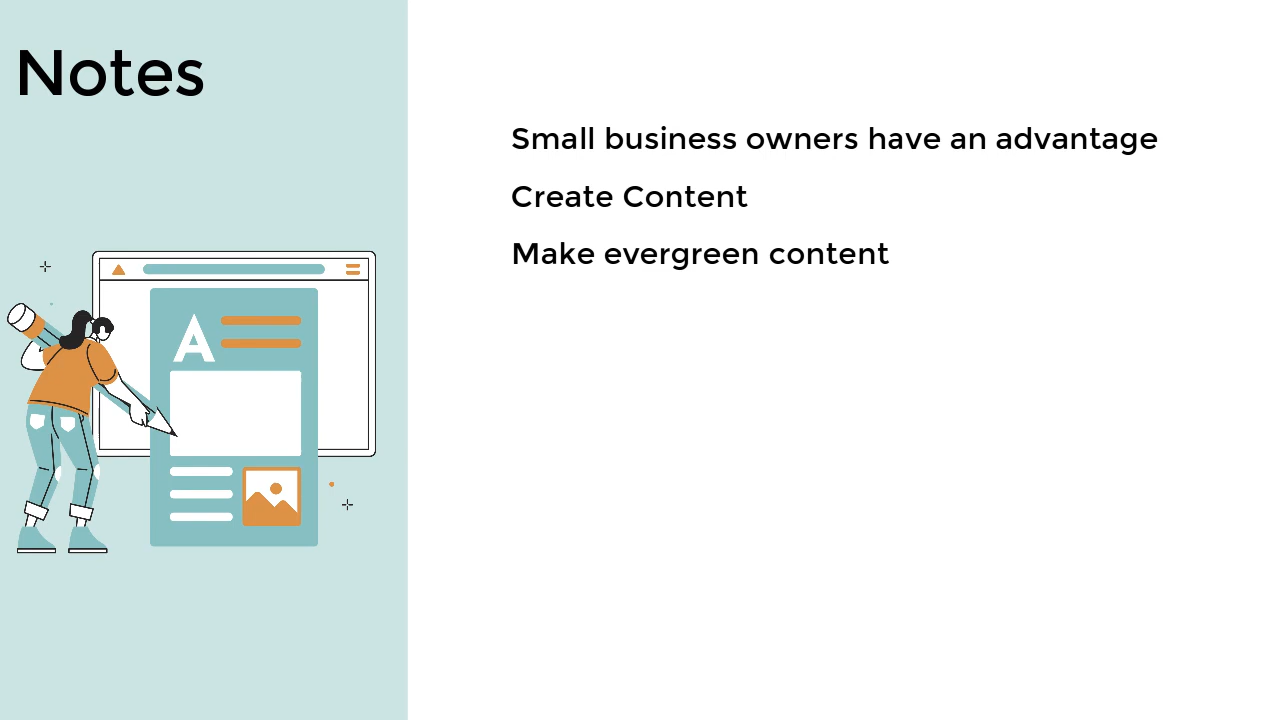 Notes
Small business owners have an advantage
Create Content
Make evergreen content
A